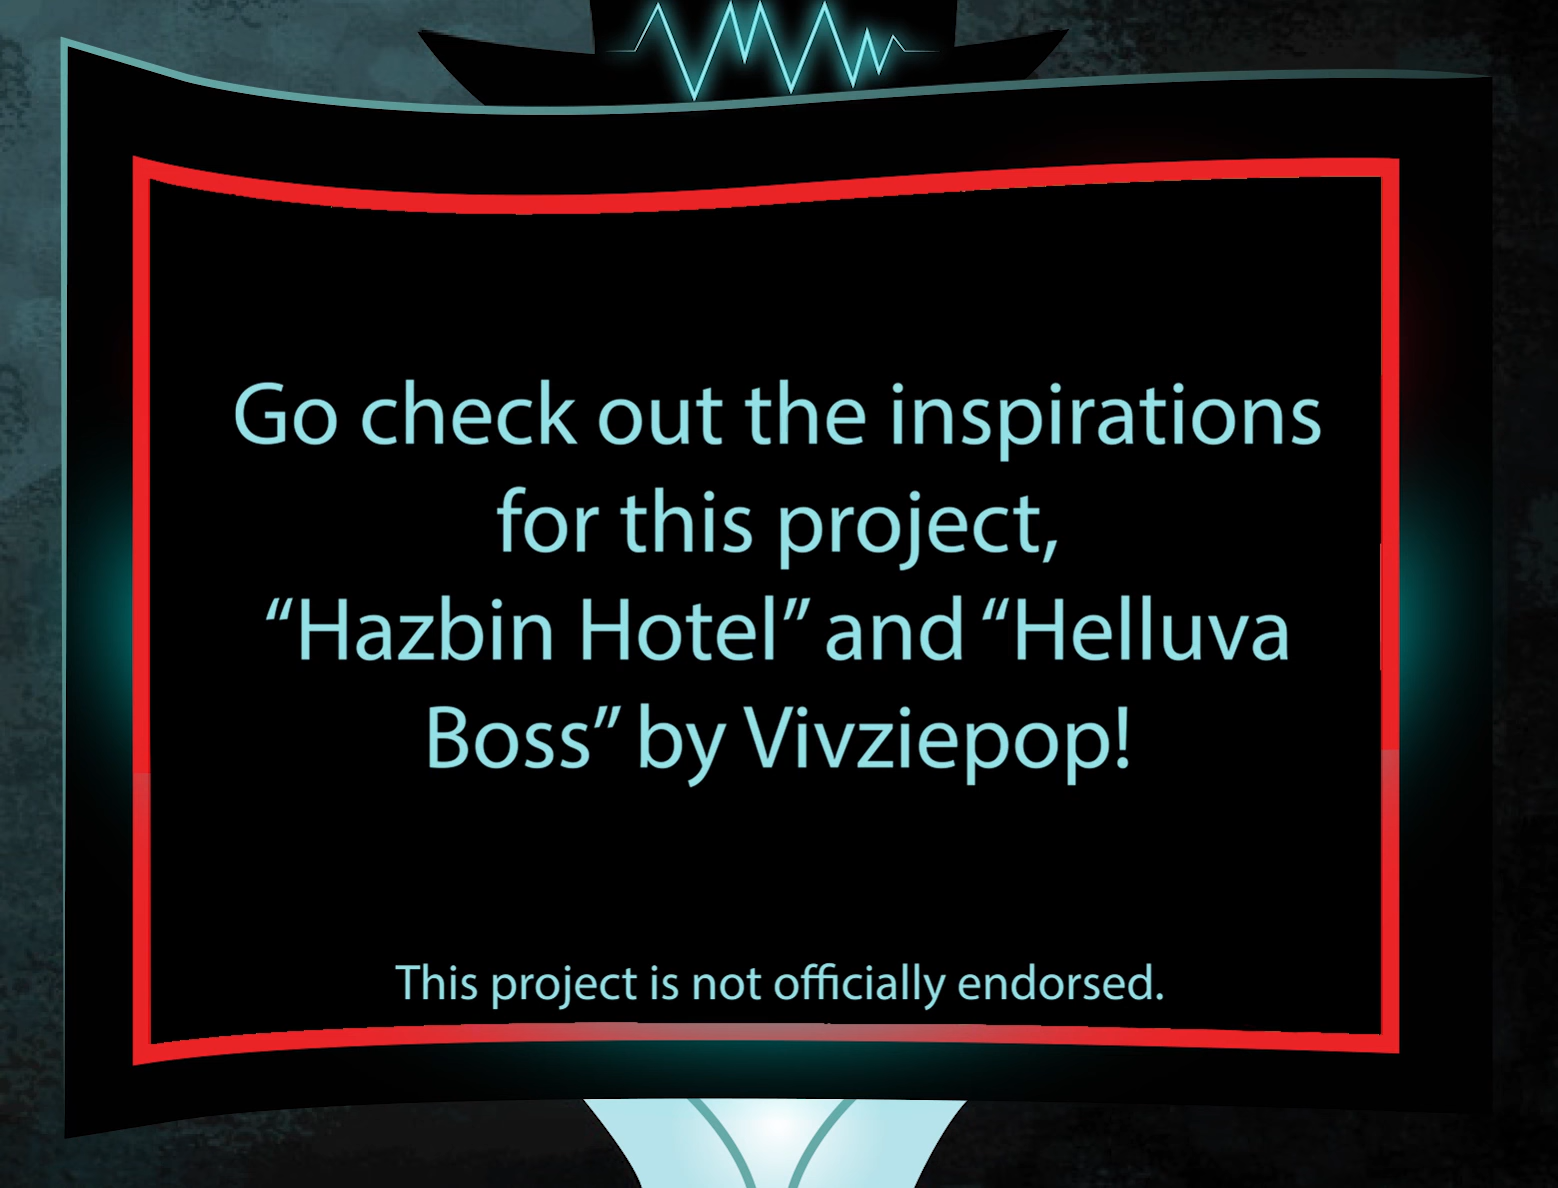 Go check out the inspirations
for this project,
“Hazbin Hotel” and “Helluva
Boss” by Vivziepop!
This project is not officially endorsed.